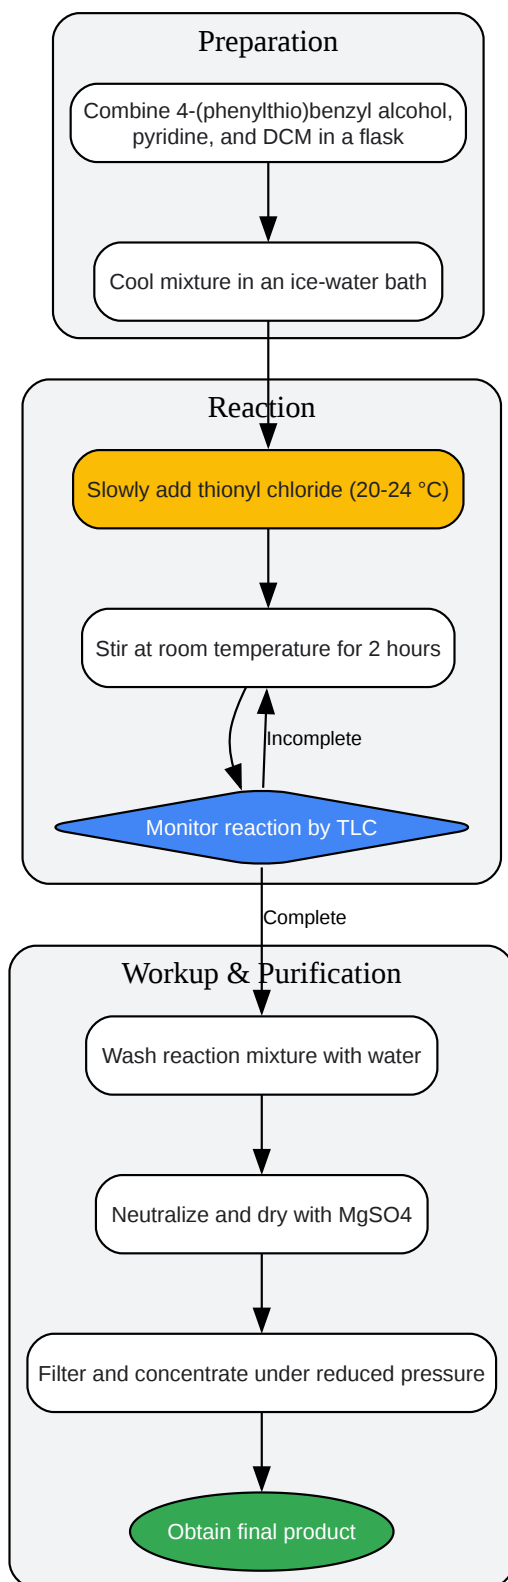 Preparation
Combine 4-(phenylthio)benzyl alcohol,
pyridine, and DCM in a flask
Cool mixture in an ice-water bath
Reaction
Slowly add thionyl chloride (20-24 °C)
Stir at room temperature for 2 hours
Incomplete
Monitor reaction by TLC
Complete
Workup & Purification
Wash reaction mixture with water
Neutralize and dry with MgSO4
Filter and concentrate under reduced pressure
Obtain final product